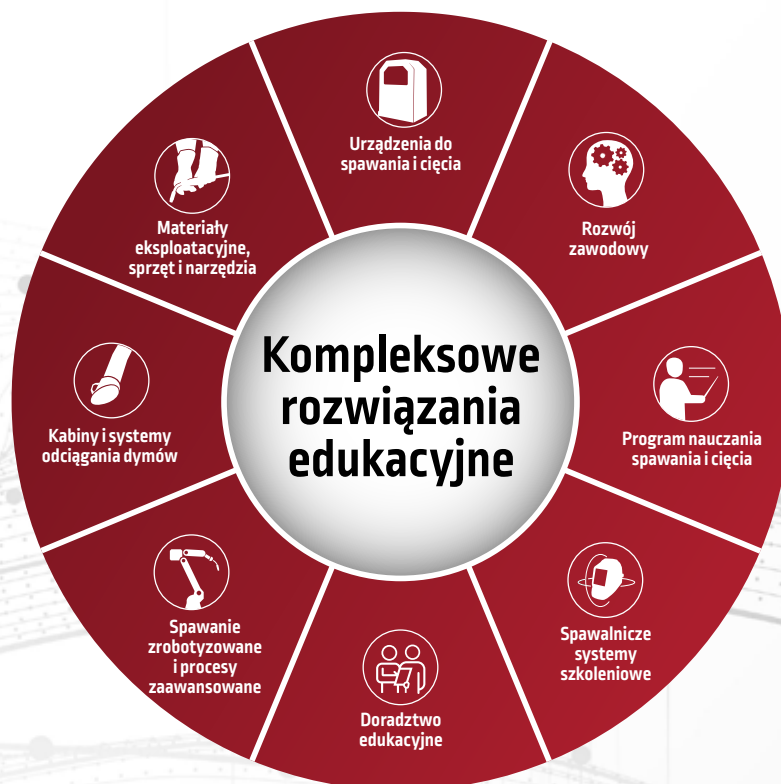 Urządzenia do
spawania i cięcia
Rozwój
zawodowy
Program nauczania
spawania i cięcia
Spawalnicze
systemy
szkoleniowe
Doradztwo
edukacyjne
Spawanie
zrobotyzowane
i procesy
zaawansowane
Kabiny i systemy
odciągania dymów
Materiały
eksploatacyjne,
sprzęt i narzędzia
Kompleksowe
rozwiązania
edukacyjne